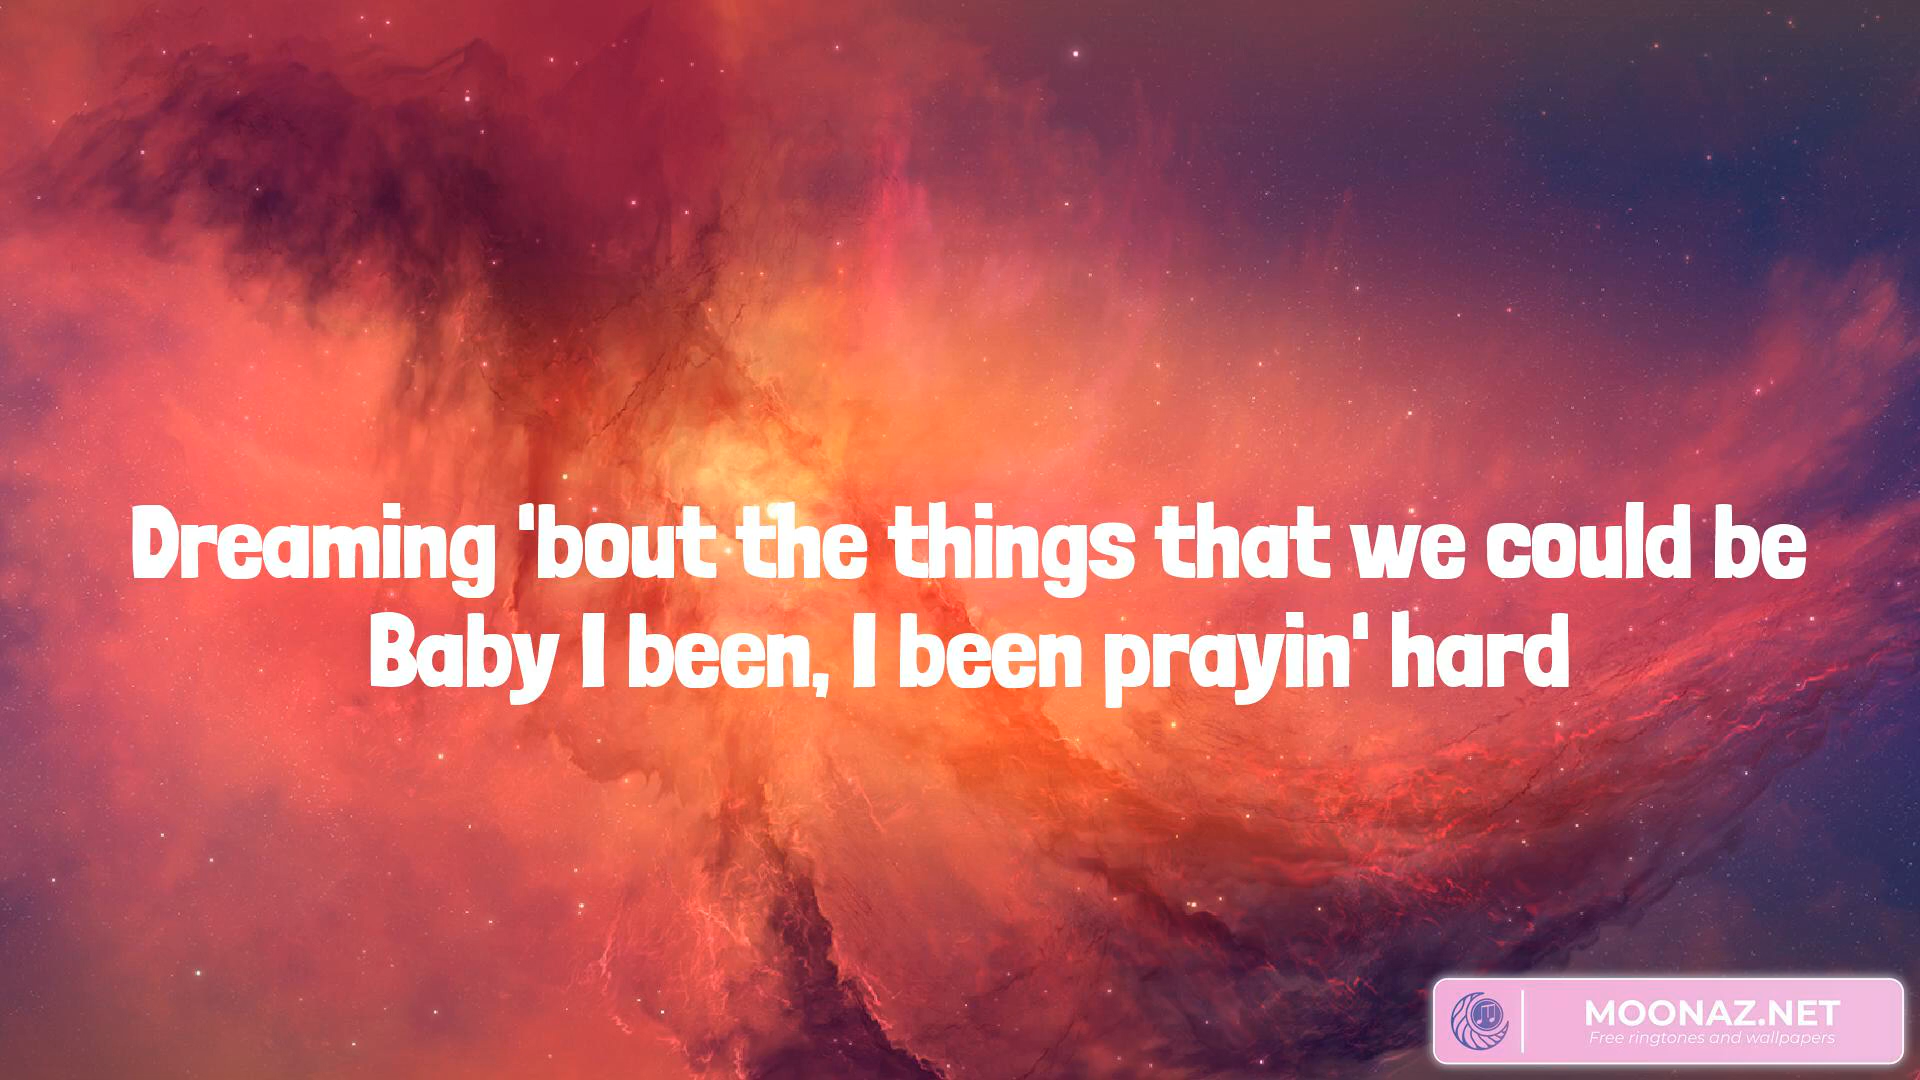 Dreaming 'bout the things that we could be
Baby I been, I been prayin' hard
MOONAZ.NET
Free ringtones and wallpapers